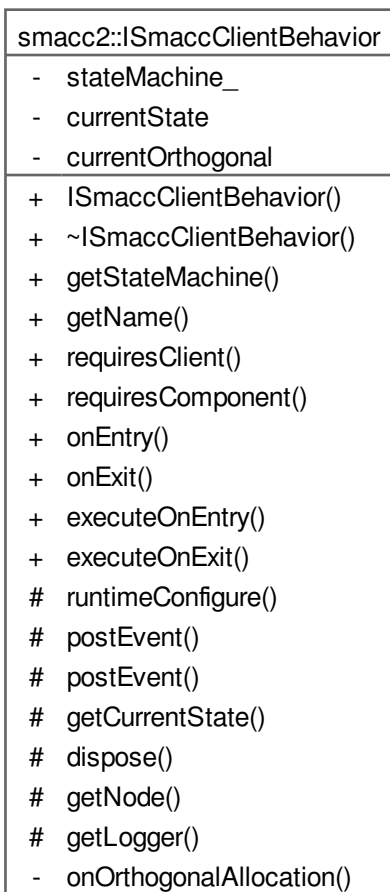 smacc2::ISmaccClientBehavior
- stateMachine_
- currentState
- currentOrthogonal
+ ISmaccClientBehavior()
+ ~ISmaccClientBehavior()
+ getStateMachine()
+ getName()
+ requiresClient()
+ requiresComponent()
+ onEntry()
+ onExit()
+ executeOnEntry()
+ executeOnExit()
# runtimeConfigure()
# postEvent()
# postEvent()
# getCurrentState()
# dispose()
# getNode()
# getLogger()
- onOrthogonalAllocation()